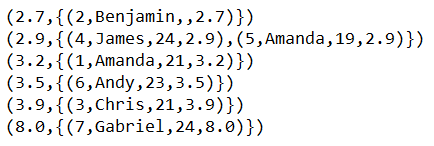 (2.7,{(2,Benjamin,,2.7)})
(2.9,{(4,James,24,2.9),(5,Amanda,19,2.9)})
(3.2,{(1,Amanda,21,3.2)})
(3.5,{(6,Andy,23,3.5)})
(3.9,{(3,Chris,21,3.9)})
(8.0,{(7,Gabriel,24,8.0)})